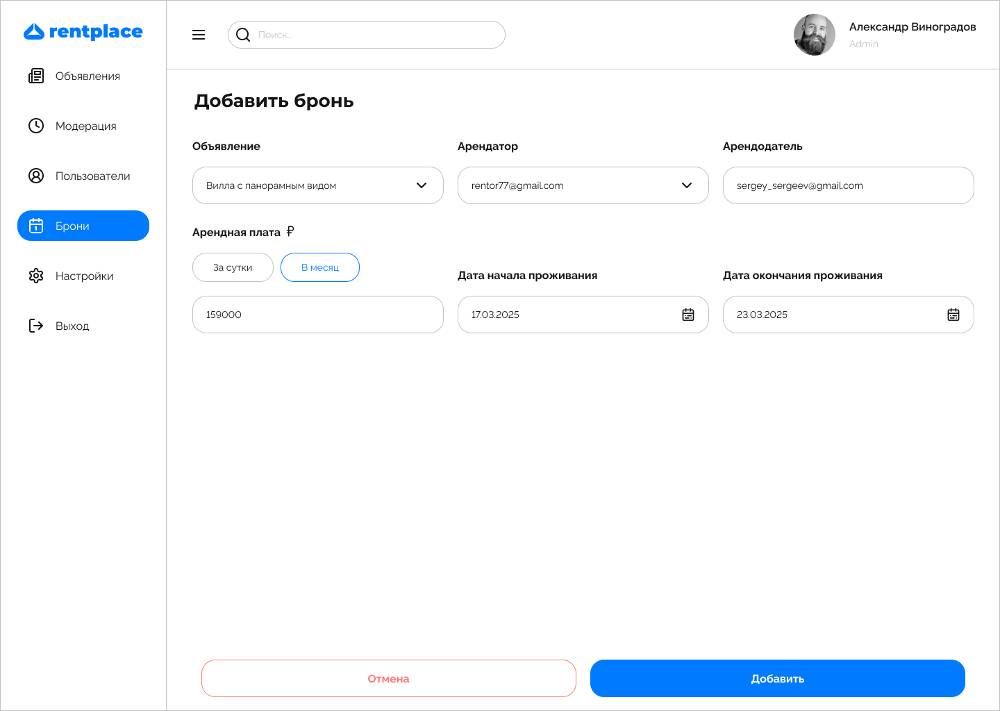 rentplace
Объявления
Модерация
Пользователи
1
Брони
Настройки
Выход
Поиск...
Александр Виноградов
Admin
Добавить бронь
Объявление
Вилла с панорамным видом
Арендатор
rentor77@gmail.com
Арендодатель
sergey_sergeev@gmail.com
Арендная плата ₽
За сутки
В месяц
159000
Дата начала проживания
17.03.2025
Дата окончания проживания
23.03.2025
Отмена
Добавить